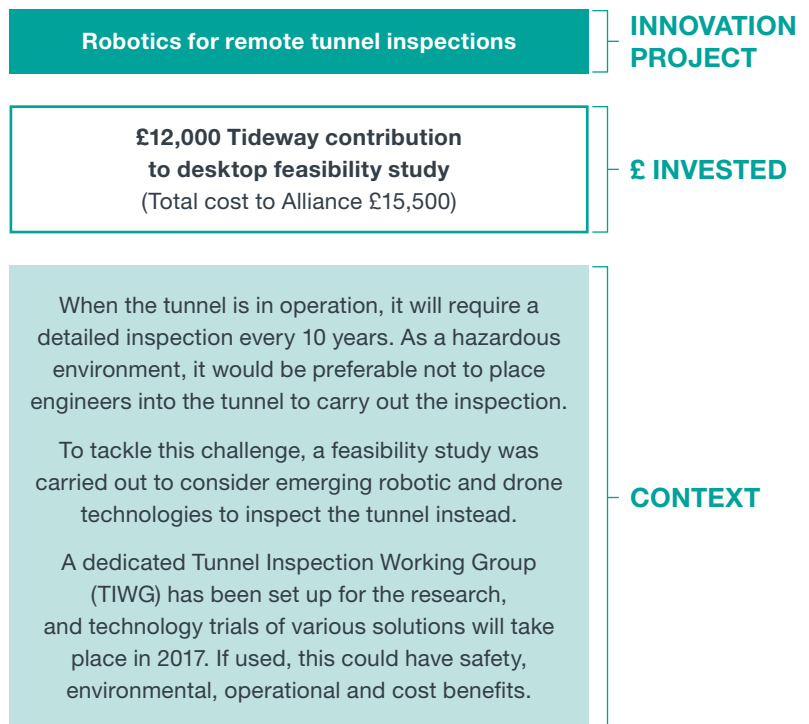 Robotics for remote tunnel inspections
INNOVATION
PROJECT
£12,000 Tideway contribution
to desktop feasibility study
(Total cost to Alliance £15,500)
£ INVESTED
When the tunnel is in operation, it will require a
detailed inspection every 10 years. As a hazardous
environment, it would be preferable not to place
engineers into the tunnel to carry out the inspection.
To tackle this challenge, a feasibility study was
carried out to consider emerging robotic and drone
technologies to inspect the tunnel instead.
A dedicated Tunnel Inspection Working Group
(TIWG) has been set up for the research,
and technology trials of various solutions will take
place in 2017. If used, this could have safety,
environmental, operational and cost benefits.
CONTEXT